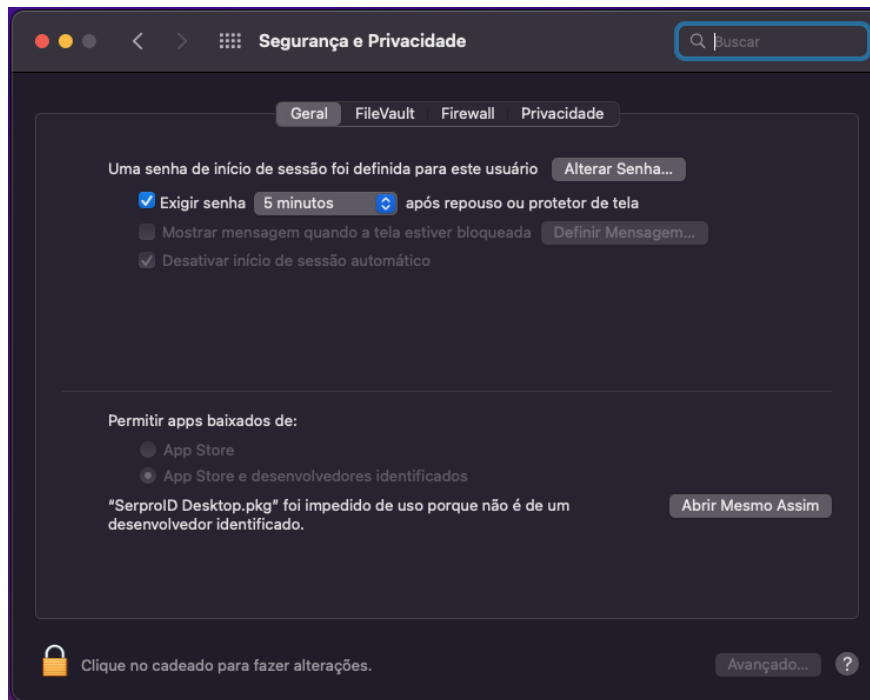 Segurança e Privacidade
Buscar
Geral FileVault Firewall Privacidade
Uma senha de início de sessão foi definida para este usuário Alterar Senha...
Exigir senha 5 minutos após repouso ou protetor de tela
Mostrar mensagem quando a tela estiver bloqueada Definir Mensagem...
Desativar início de sessão automático
Permitir apps baixados de:
App Store
App Store e desenvolvedores identificados
“SerproID Desktop.pkg” foi impedido de uso porque não é de um
desenvolvedor identificado.
Abrir Mesmo Assim
Clique no cadeado para fazer alterações.
Avançado... ?